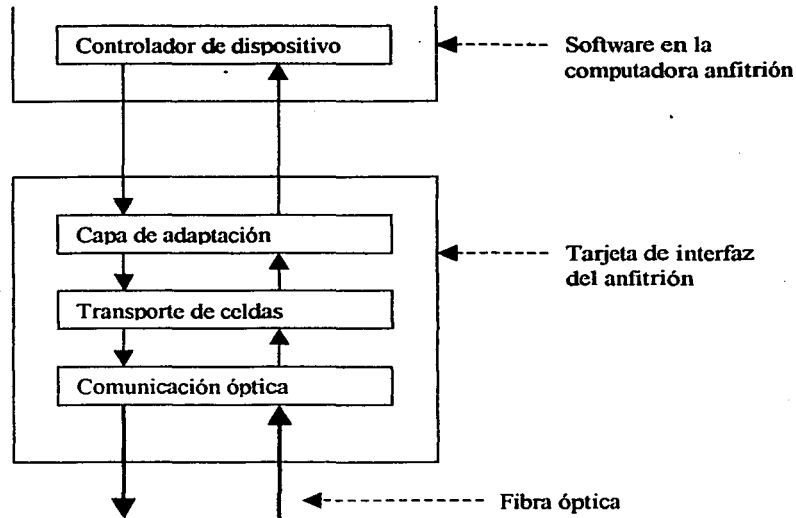 Controlador de dispositivo
Software en la
computadora anfitrión
Capa de adaptación
Tarjeta de interfaz
del anfitrión
Transporte de celdas
Comunicación óptica
Fibra óptica